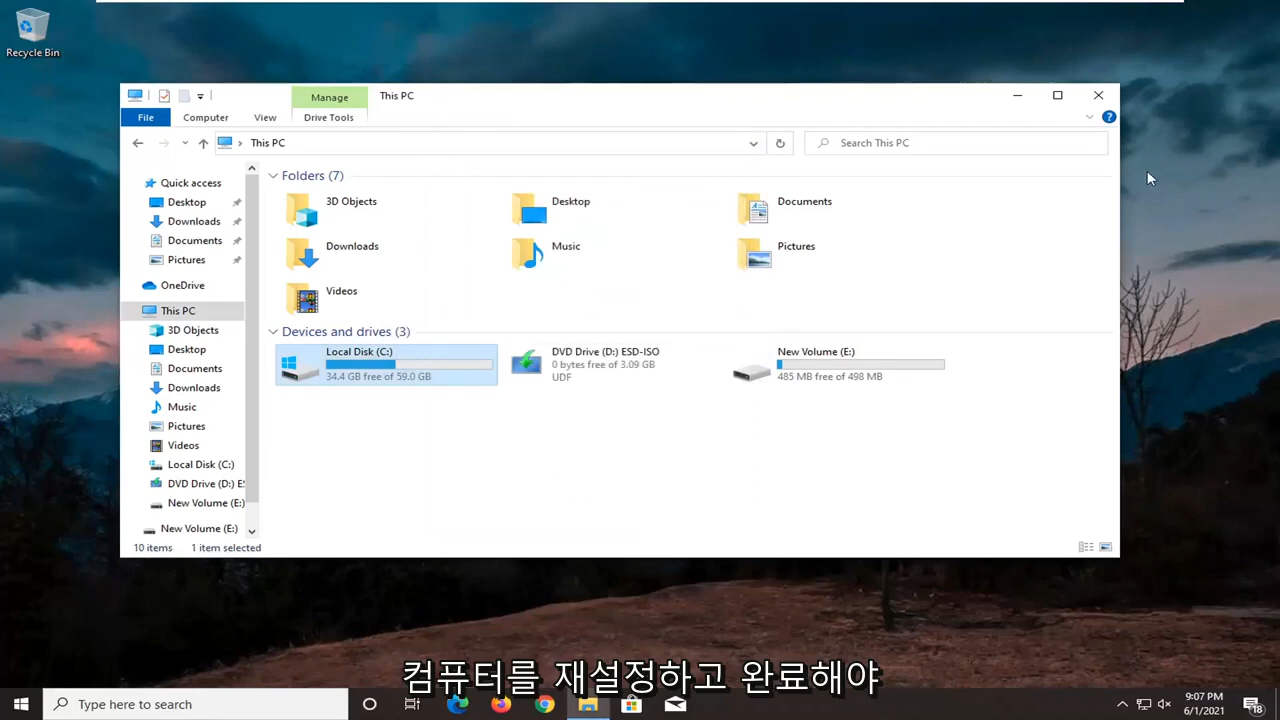 Recycle Bin
Manage
This PC
File
Computer
View
Drive Tools
This PC
Search This PC
Quick access
Desktop
Downloads
Documents
Pictures
OneDrive
This PC
3D Objects
Desktop
Documents
Downloads
Music
Pictures
Videos
Local Disk (C:)
DVD Drive (D:) ES
New Volume (E:)
New Volume (E:)
Folders (7)
3D Objects
Desktop
Documents
Downloads
Music
Pictures
Videos
Devices and drives (3)
Local Disk (C:)
34.4 GB free of 59.0 GB
DVD Drive (D:) ESD-ISO
0 bytes free of 3.09 GB
UDF
New Volume (E:)
485 MB free of 498 MB
10 items
1 item selected
컴퓨터를 재설정하고 완료해야
Type here to search
9:07 PM
6/1/2021
18